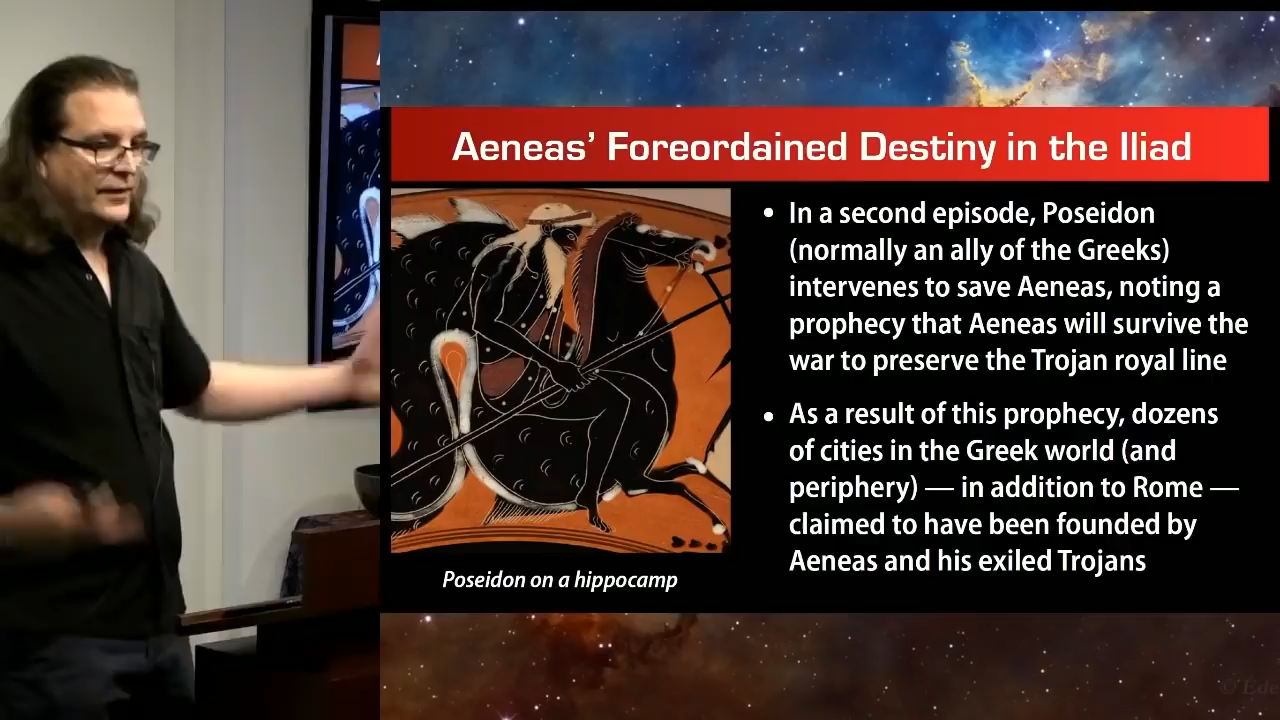 Aeneas’ Foreordained Destiny in the Iliad
• In a second episode, Poseidon
(normally an ally of the Greeks)
intervenes to save Aeneas, noting a
prophecy that Aeneas will survive the
war to preserve the Trojan royal line
• As a result of this prophecy, dozens
of cities in the Greek world (and
periphery) — in addition to Rome —
claimed to have been founded by
Aeneas and his exiled Trojans
Poseidon on a hippocamp